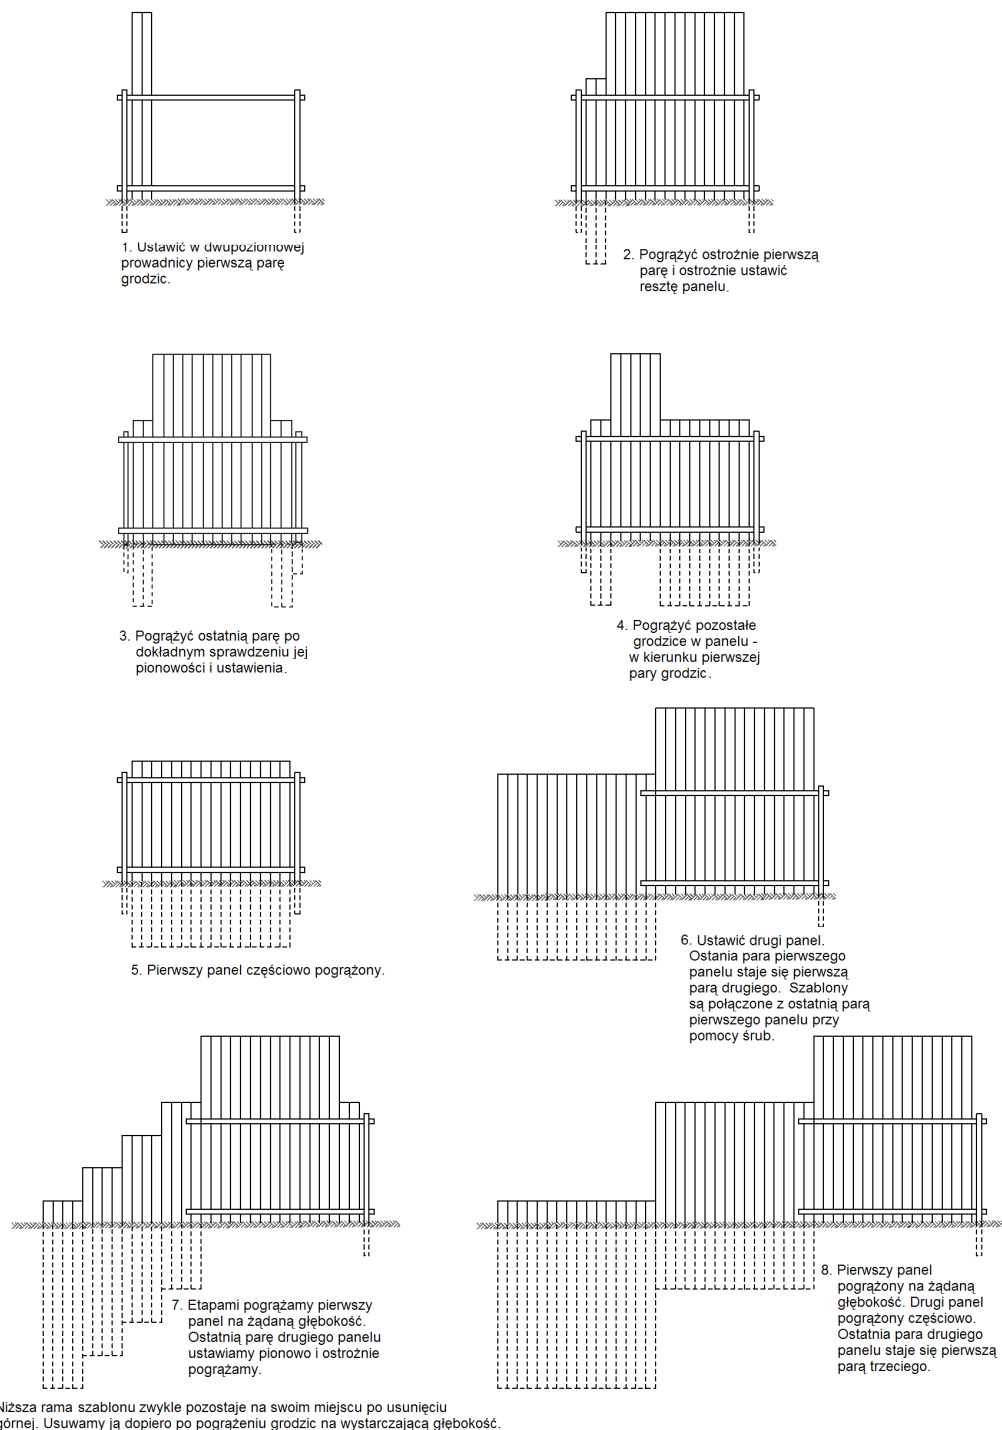 1. Ustawić w dwupoziomowej
prowadnicy pierwszą parę
grodzic.
2. Pogrążyć ostrożnie pierwszą
parę i ostrożnie ustawić
resztę panelu.
3. Pogrążyć ostatnią parę po
dokładnym sprawdzeniu jej
pionowości i ustawienia.
4. Pogrążyć pozostałe
grodzice w panelu -
w kierunku pierwszej
pary grodzic.
5. Pierwszy panel częściowo pogrążony.
6. Ustawić drugi panel.
Ostania para pierwszego
panelu staje się pierwszą
parą drugiego. Szablony
są połączone z ostatnią parą
pierwszego panelu przy
pomocy śrub.
7. Etapami pogrążamy pierwszy
panel na żądaną głębokość.
Ostatnią parę drugiego panelu
ustawiamy pionowo i ostrożnie
pogrążamy.
8. Pierwszy panel
pogrążony na żądaną
głębokość. Drugi panel
pogrążony częściowo.
Ostatnia para drugiego
panelu staje się pierwszą
parą trzeciego.
Niższa rama szablonu zwykle pozostaje na swoim miejscu po usunięciu
górnej. Usuwamy ją dopiero po pogrążeniu grodzic na wystarczającą głębokość.